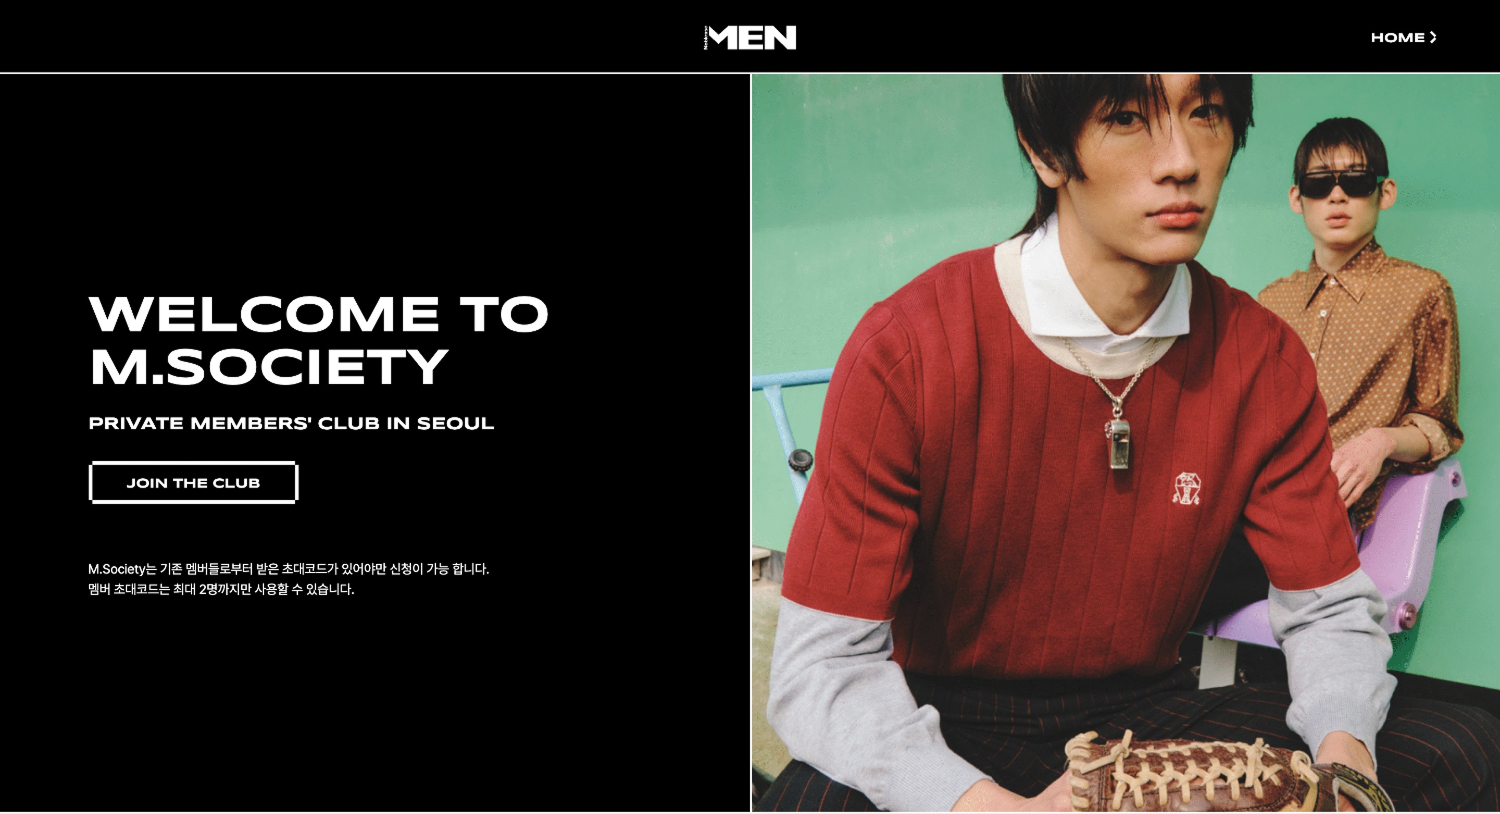 MEN
HOME
WELCOME TO
M.SOCIETY
PRIVATE MEMBERS' CLUB IN SEOUL
JOIN THE CLUB
M.Society는 기존 멤버들로부터 받은 초대코드가 있어야만 신청이 가능 합니다.
멤버 초대코드는 최대 2명까지만 사용할 수 있습니다.